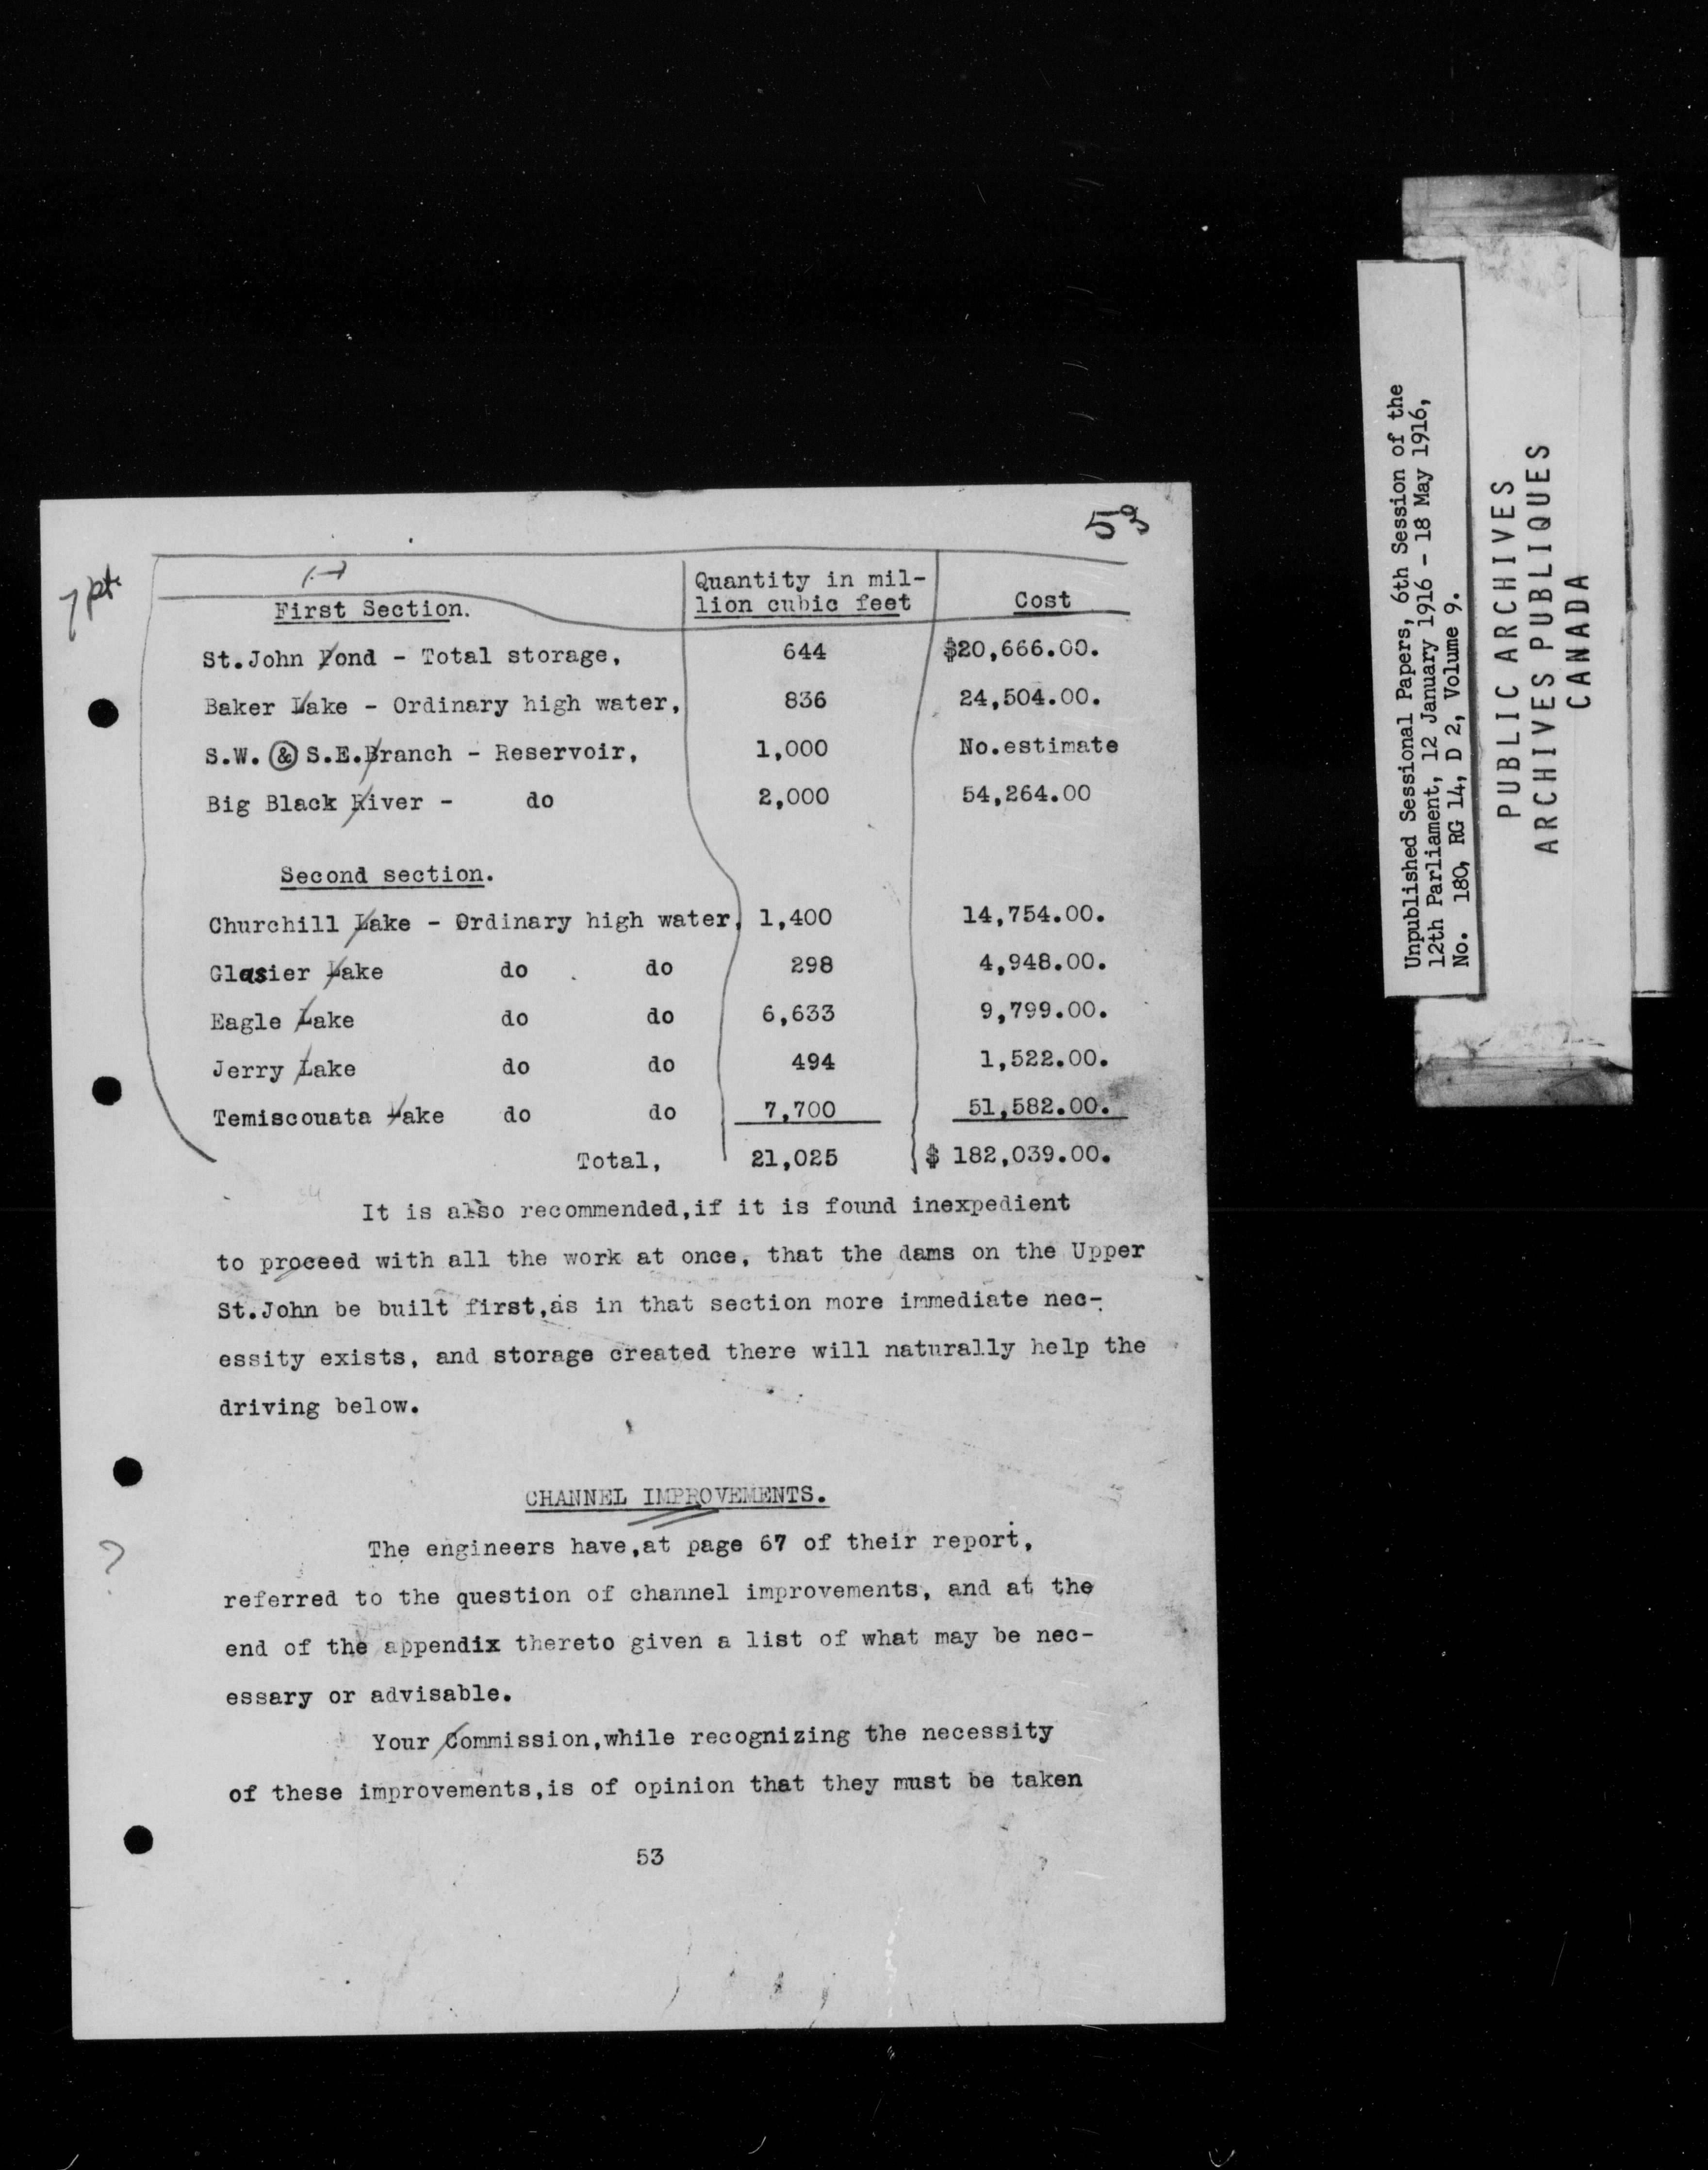 53
7 pt.
Quantity in mil-
First Section. lion cubic feet Cost
St.John Pond - Total storage, 644 $20,666.00.
Baker Lake - Ordinary high water, 836 24,504.00.
S.W. & S.E.Branch - Reservoir, 1,000 No.estimate
Big Black River - do 2,000 54,264.00
Second section.
Churchill Lake - Ordinary high water, 1,400 14,754.00.
Glasier Lake do do 298 4,948.00.
Eagle Lake do do 6,633 9,799.00.
Jerry Lake do do 494 1,522.00.
Temiscouata Lake do do 7,700 51,582.00.
Total, 21,025 $ 182,039.00.
It is also recommended,if it is found inexpedient
to proceed with all the work at once, that the dams on the Upper
St.John be built first,as in that section more immediate nec-
essity exists, and storage created there will naturally help the
driving below.
CHANNEL IMPROVEMENTS.
The engineers have,at page 67 of their report,
?
referred to the question of channel improvements, and at the
end of the appendix thereto given a list of what may be nec-
essary or advisable.
Your Commission,while recognizing the necessity
of these improvements,is of opinion that they must be taken
53
Unpublished Sessional Papers, 6th Session of the
12th Parliament, 12 January 1916 - 18 May 1916,
No. 180, RG 14, D 2, Volume 9.
PUBLIC ARCHIVES
ARCHIVES PUBLIQUES
CANADA